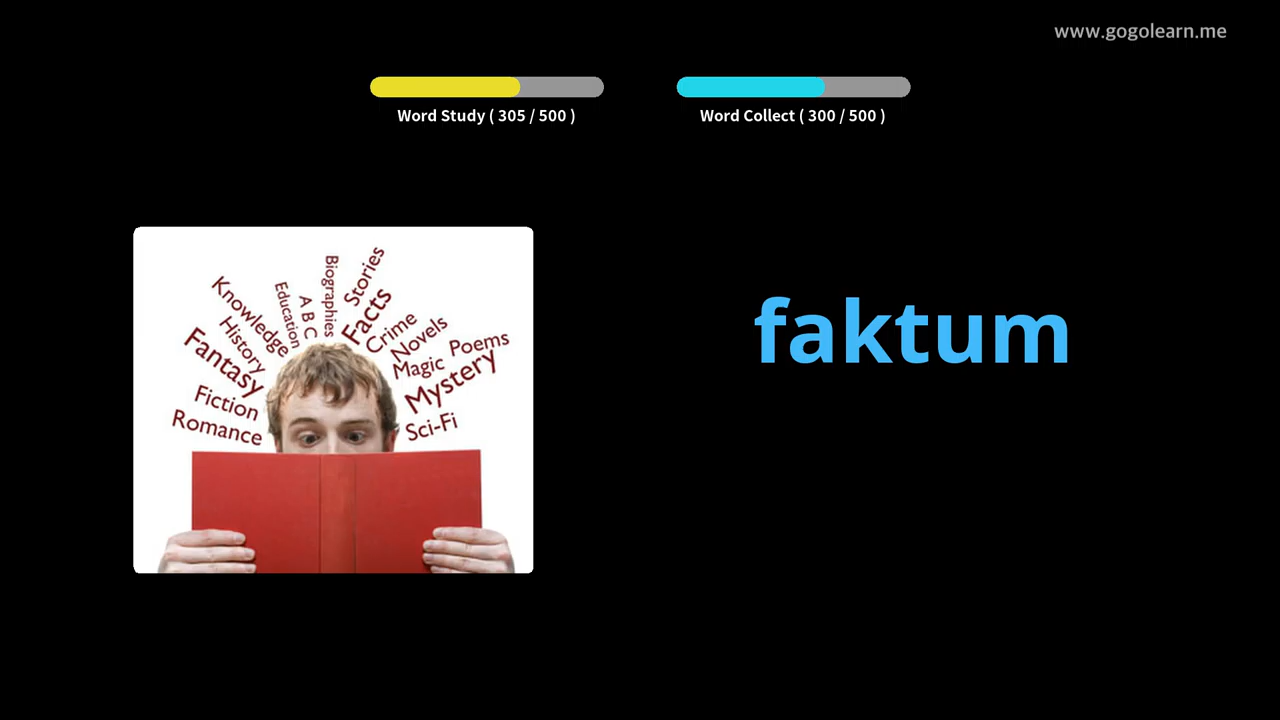 www.gogolearn.me
Word Study ( 305 / 500 )
Word Collect ( 300 / 500 )
Knowledge
History
Fantasy
Fiction
Romance
Education
A B C
Biographies
Stories
Facts
Crime
Novels
Magic
Poems
Mystery
Sci-Fi
faktum